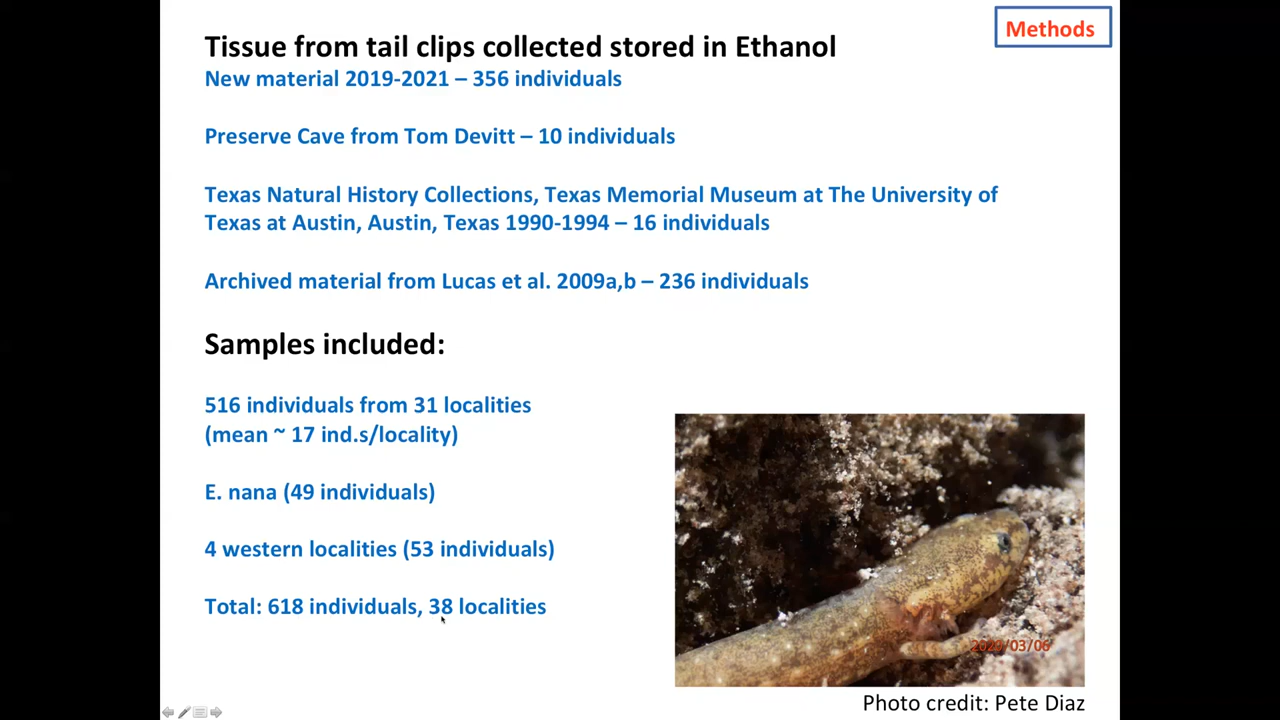 Methods
Tissue from tail clips collected stored in Ethanol
New material 2019-2021 – 356 individuals
Preserve Cave from Tom Devitt – 10 individuals
Texas Natural History Collections, Texas Memorial Museum at The University of
Texas at Austin, Austin, Texas 1990-1994 – 16 individuals
Archived material from Lucas et al. 2009a,b – 236 individuals
Samples included:
516 individuals from 31 localities
(mean ~ 17 ind.s/locality)
E. nana (49 individuals)
4 western localities (53 individuals)
Total: 618 individuals, 38 localities
Photo credit: Pete Diaz